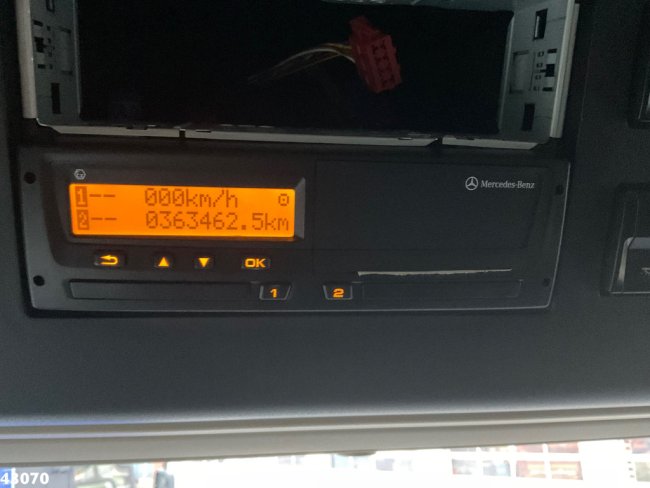 1 -- 000km/h
2 -- 0363462.5km
Mercedes-Benz
OK
1 2
43070